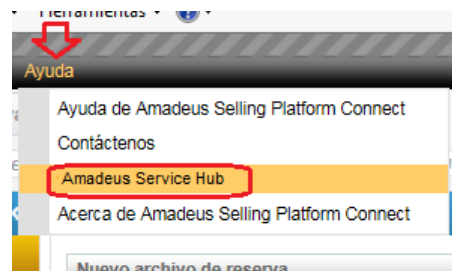 Herramientas
Ayuda
Ayuda de Amadeus Selling Platform Connect
Contáctenos
Amadeus Service Hub
Acerca de Amadeus Selling Platform Connect
Nuevo archivo de reserva